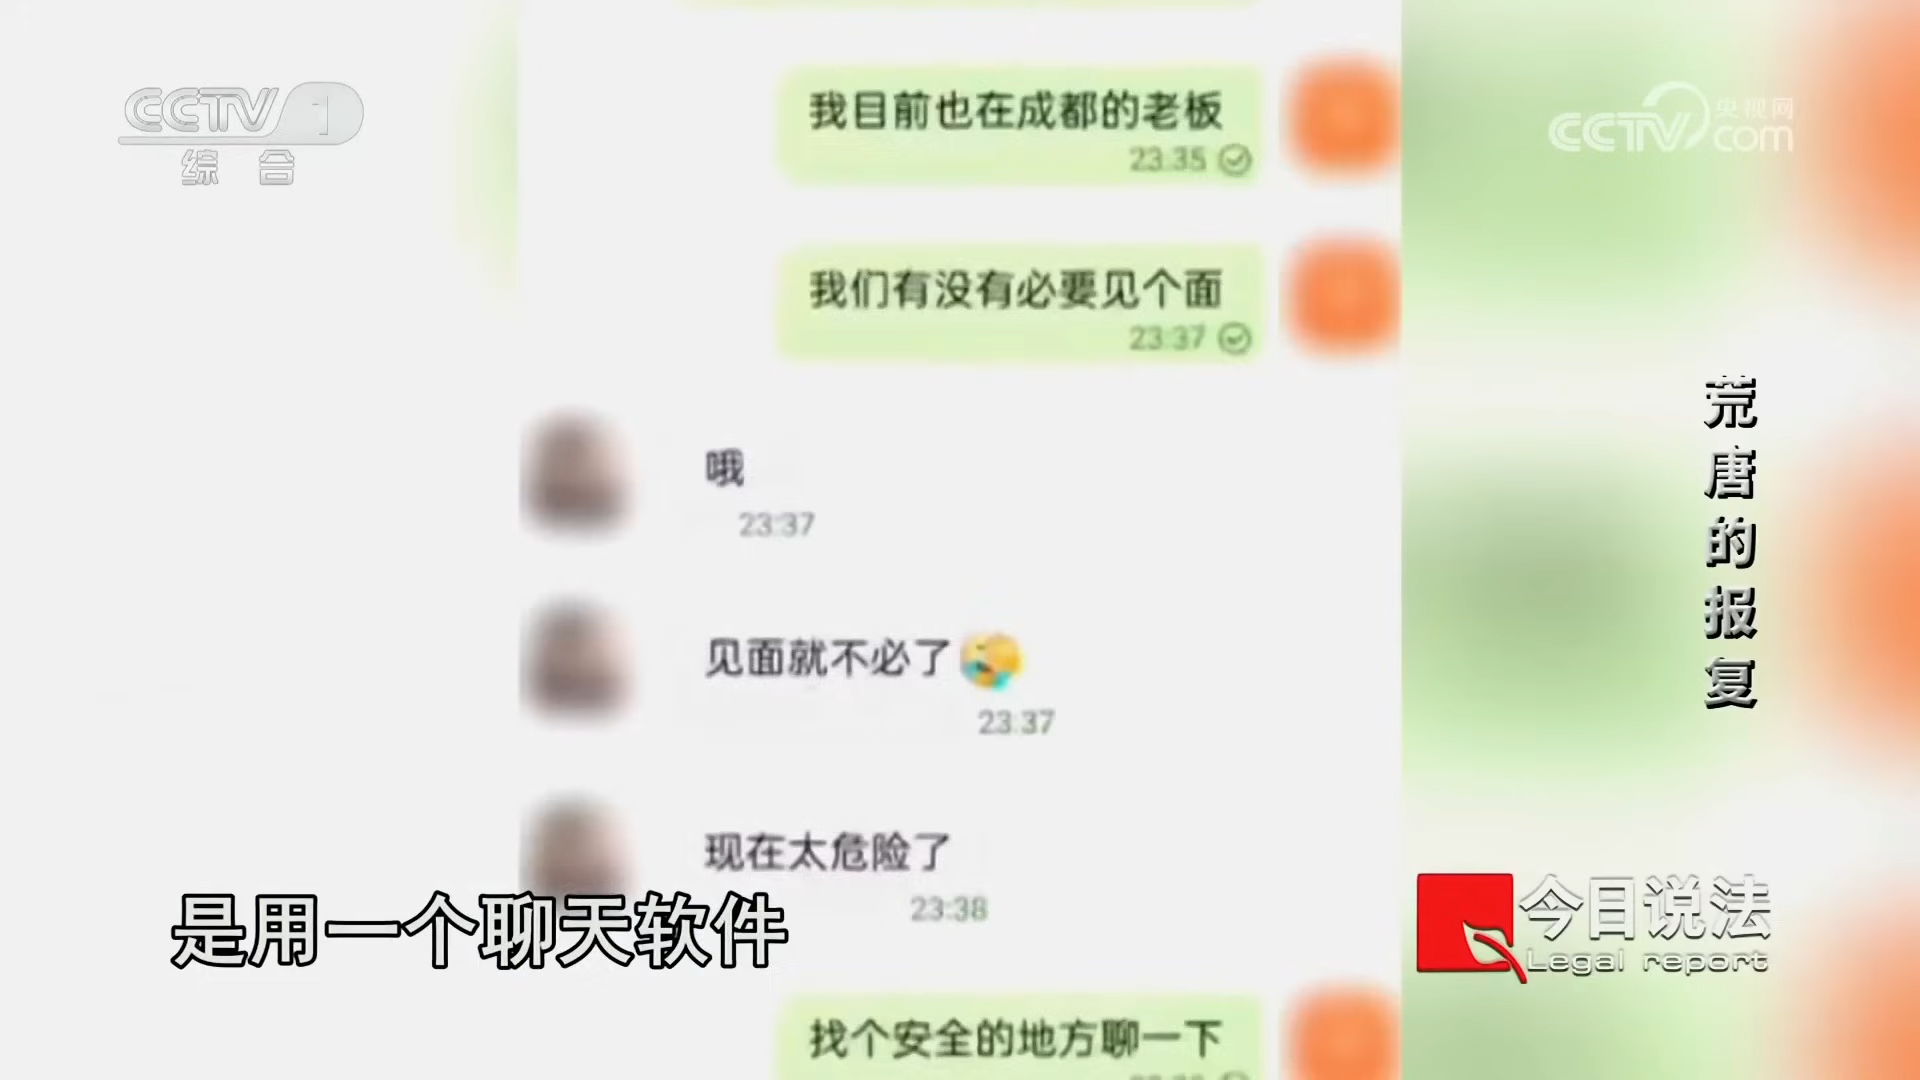 CCTV 1
综合
央视网
CCTV.com
我目前也在成都的老板
23:35
我们有没有必要见个面
23:37
哦
23:37
见面就不必了
23:37
现在太危险了
23:38
荒唐的报复
是用一个聊天软件
今日说法
Legal report
找个安全的地方聊一下